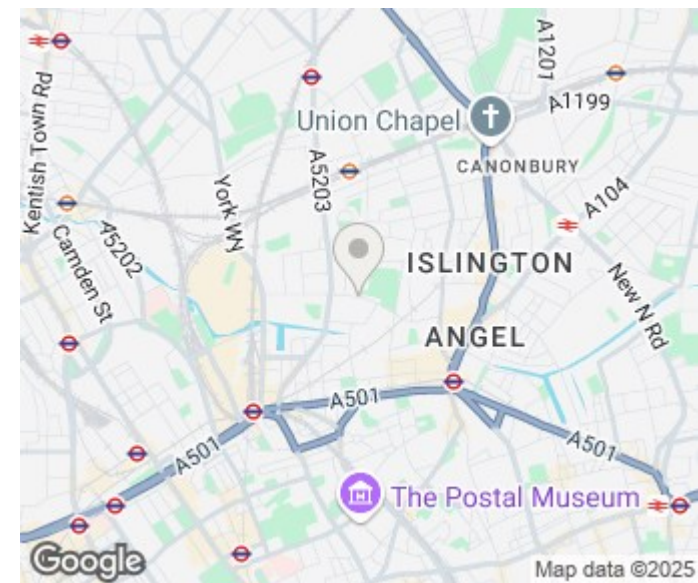 A1201
Union Chapel
A1199
CANONBURY
Kentish Town Rd
A5203
York Wy
A5202
Camden St
A104
ISLINGTON
New N Rd
ANGEL
A501
A501
A501
The Postal Museum
Google
Map data ©2025